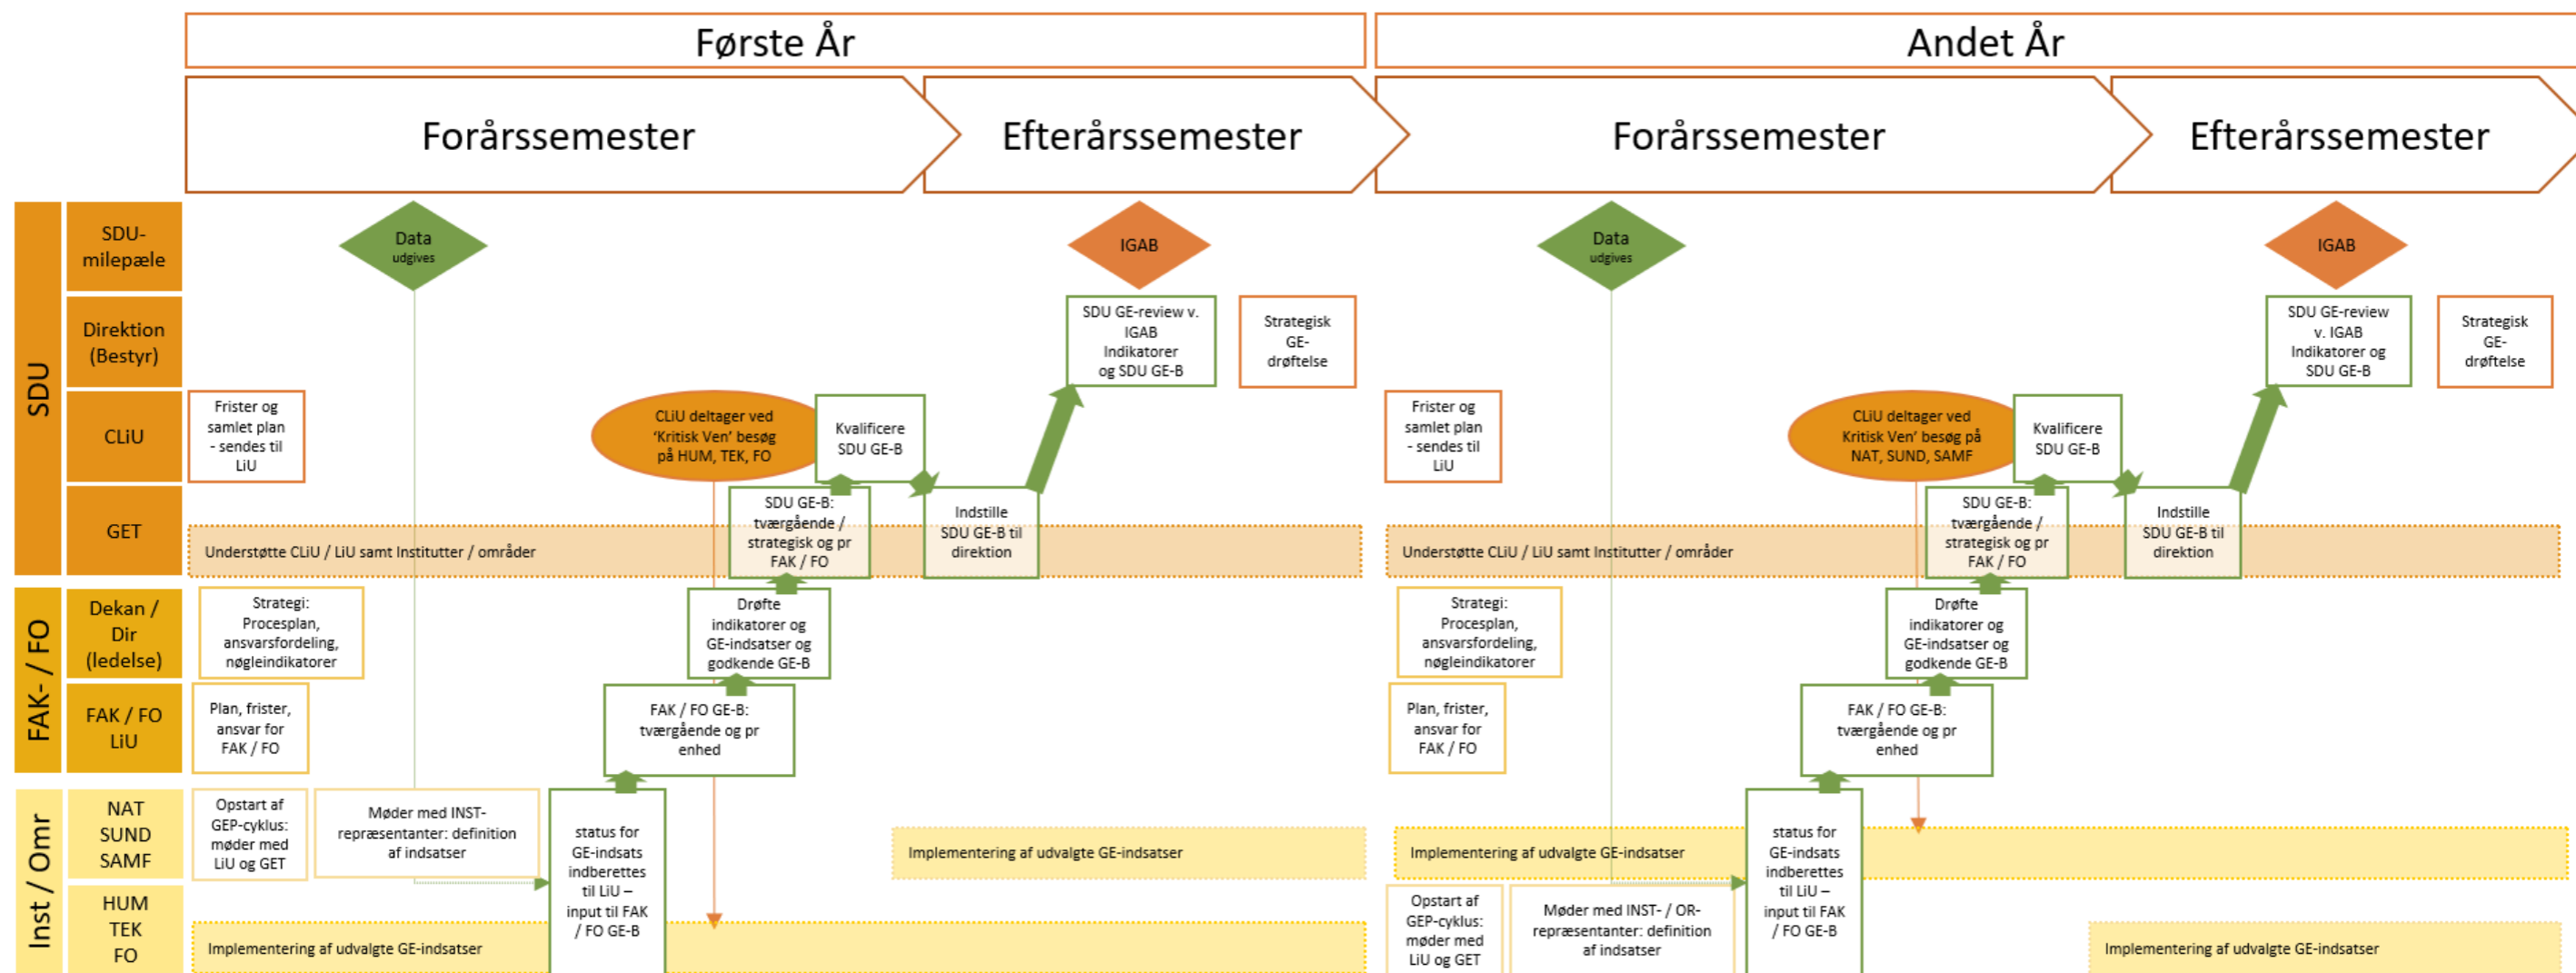 Første År
Andet År
Forårssemester
Efterårssemester
Forårssemester
Efterårssemester
SDU
SDU-
milepæle
Data
udgives
IGAB
Data
udgives
IGAB
Direktion
(Bestyr)
SDU GE-review v.
IGAB
Indikatorer
og SDU GE-B
Strategisk
GE-
drøftelse
SDU GE-review
v. IGAB
Indikatorer og
SDU GE-B
Strategisk
GE-
drøftelse
CLiU
Frister og
samlet plan
- sendes til
LiU
CLiU deltager ved
‘Kritisk Ven’ besøg
på HUM, TEK, FO
Kvalificere
SDU GE-B
Frister og
samlet plan
- sendes til
LiU
CLiU deltager ved
Kritisk Ven’ besøg på
NAT, SUND, SAMF
Kvalificere
SDU GE-B
GET
Understøtte CLiU / LiU samt Institutter / områder
SDU GE-B:
tværgående /
strategisk og pr
FAK / FO
Indstille
SDU GE-B til
direktion
Understøtte CLiU / LiU samt Institutter / områder
SDU GE-B:
tværgående /
strategisk og pr
FAK / FO
Indstille
SDU GE-B til
direktion
FAK- / FO
Dekan /
Dir
(ledelse)
Strategi:
Procesplan,
ansvarsfordeling,
nøgleindikatorer
Drøfte
indikatorer og
GE-indsatser og
godkende GE-B
Strategi:
Procesplan,
ansvarsfordeling,
nøgleindikatorer
Drøfte
indikatorer og
GE-indsatser og
godkende GE-B
FAK / FO
LiU
Plan, frister,
ansvar for
FAK / FO
FAK / FO GE-B:
tværgående og pr
enhed
Plan, frister,
ansvar for
FAK / FO
FAK / FO GE-B:
tværgående og pr
enhed
Inst / Omr
NAT
SUND
SAMF
Opstart af
GEP-cyklus:
møder med
LiU og GET
Møder med INST-
repræsentanter: definition
af indsatser
status for
GE-indsats
indberettes
til LiU –
input til FAK
/ FO GE-B
Implementering af udvalgte GE-indsatser
Implementering af udvalgte GE-indsatser
status for
GE-indsats
indberettes
til LiU –
input til FAK
/ FO GE-B
HUM
TEK
FO
Implementering af udvalgte GE-indsatser
Opstart af
GEP-cyklus:
møder med
LiU og GET
Møder med INST- / OR-
repræsentanter: definition
af indsatser
Implementering af udvalgte GE-indsatser